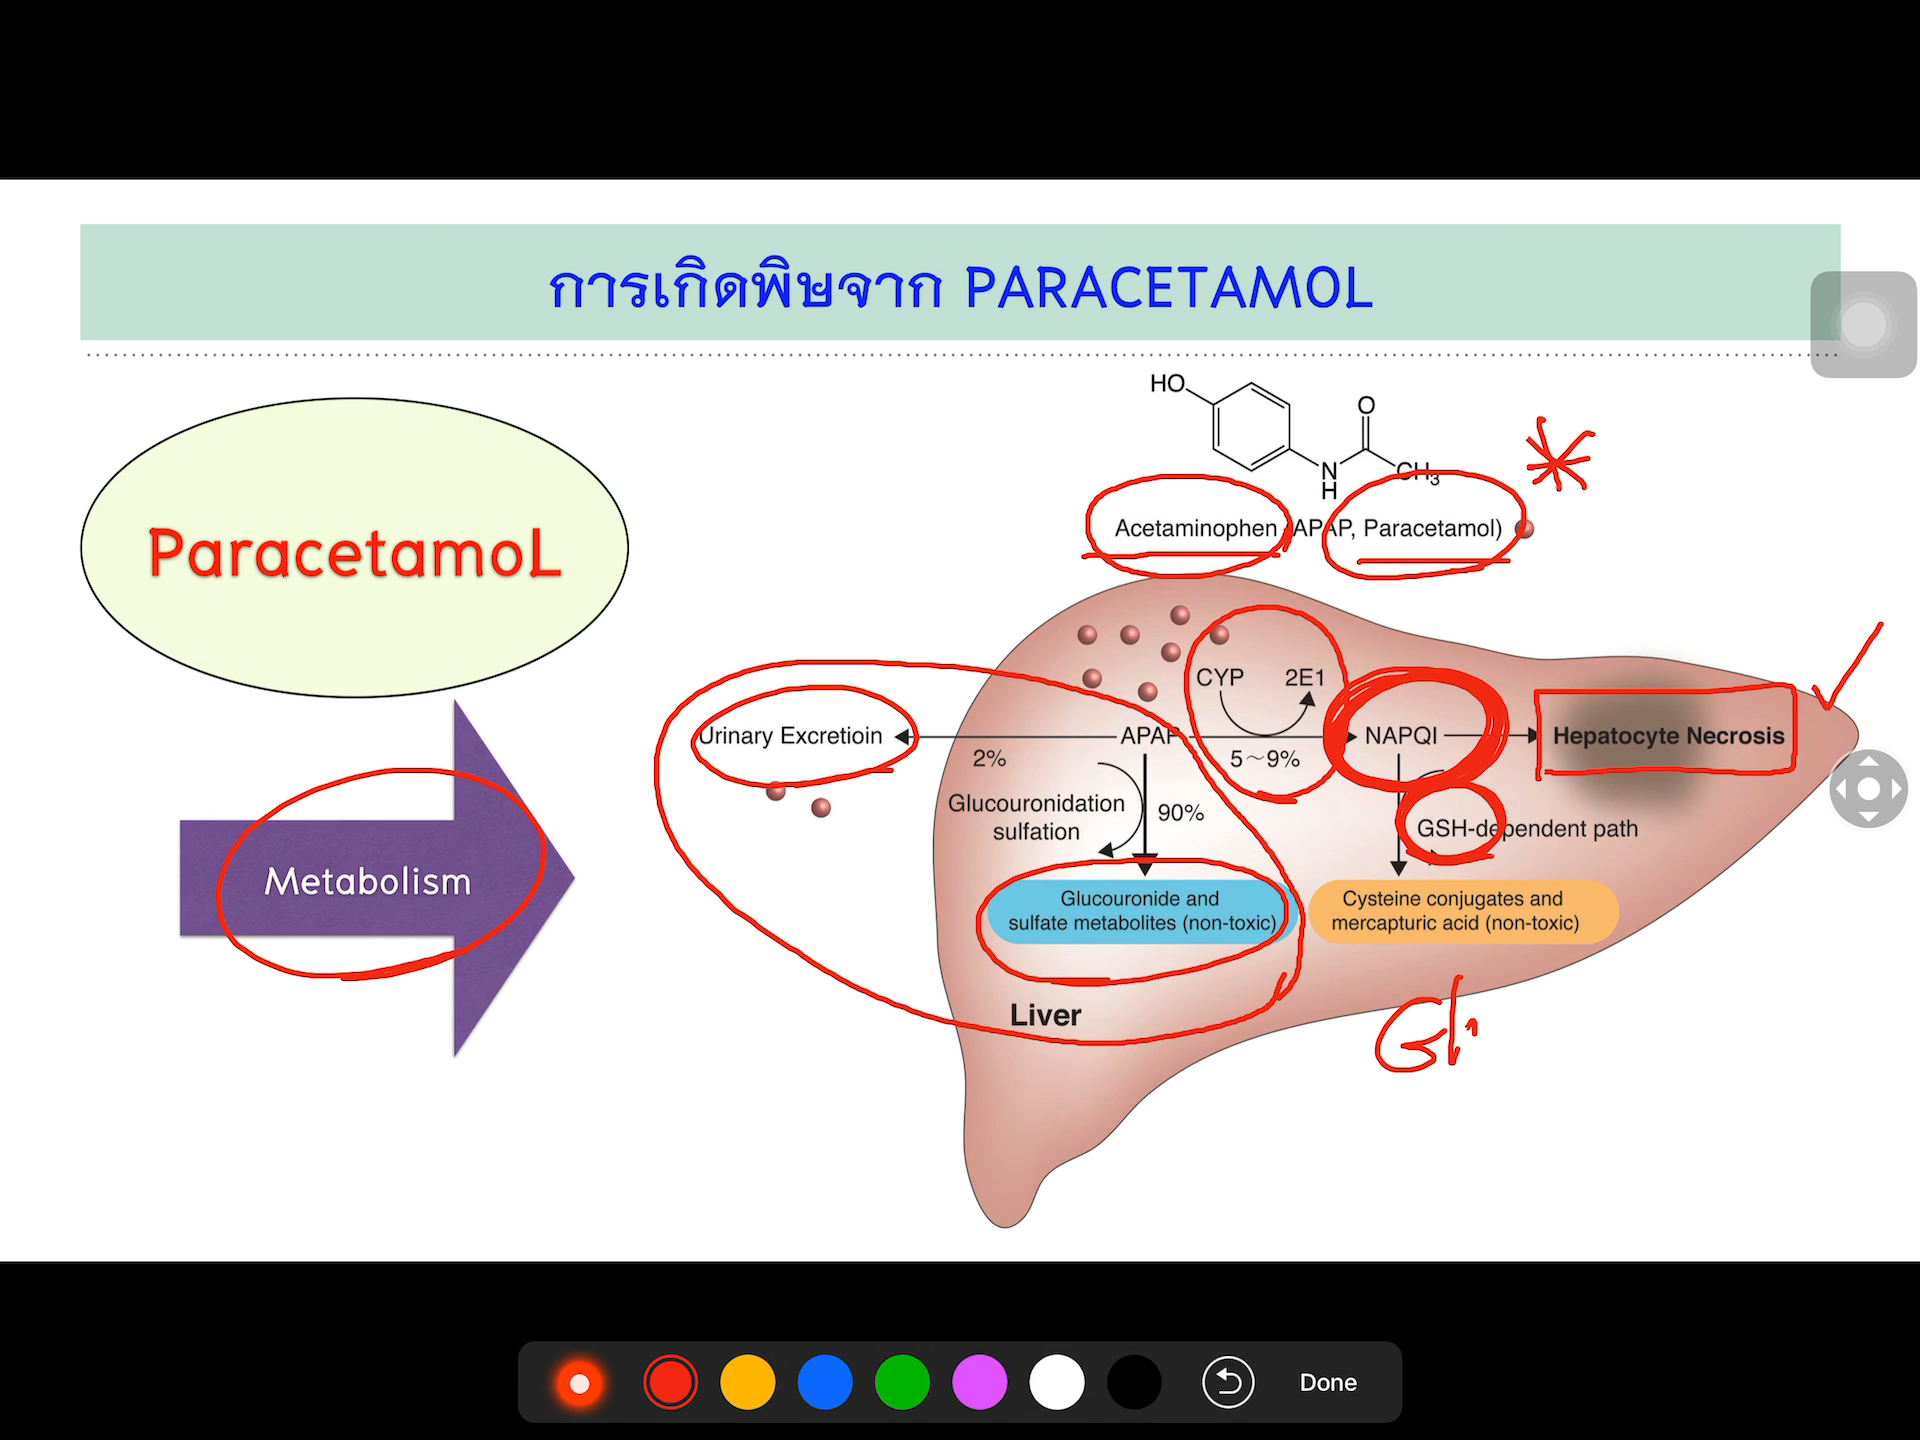 การเกิดพิษจาก PARACETAMOL
HO
O
N
H
CH3
Acetaminophen (APAP, Paracetamol)
Paracetamol
CYP 2E1
Urinary Excretioin
APAP
NAPQI
Hepatocyte Necrosis
2%
5~9%
Glucouronidation
sulfation
90%
GSH-dependent path
Metabolism
Glucouronide and
sulfate metabolites (non-toxic)
Cysteine conjugates and
mercapturic acid (non-toxic)
Liver
Done